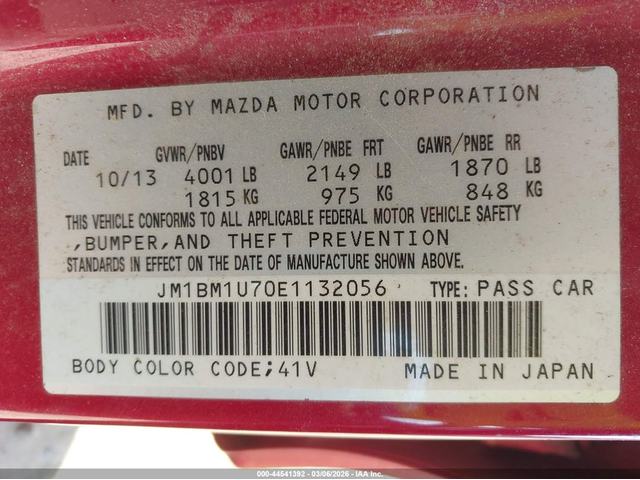 MFD. BY MAZDA MOTOR CORPORATION
DATE GVWR/PNBV GAWR/PNBE FRT GAWR/PNBE RR
10/13 4001 LB 2149 LB 1870 LB
1815 KG 975 KG 848 KG
THIS VEHICLE CONFORMS TO ALL APPLICABLE FEDERAL MOTOR VEHICLE SAFETY
,BUMPER,AND THEFT PREVENTION
STANDARDS IN EFFECT ON THE DATE OF MANUFACTURE SHOWN ABOVE.
JM1BM1U70E1132056 TYPE: PASS CAR
BODY COLOR CODE;41V MADE IN JAPAN
000-44541392 - 03/06/2026 - IAA Inc.